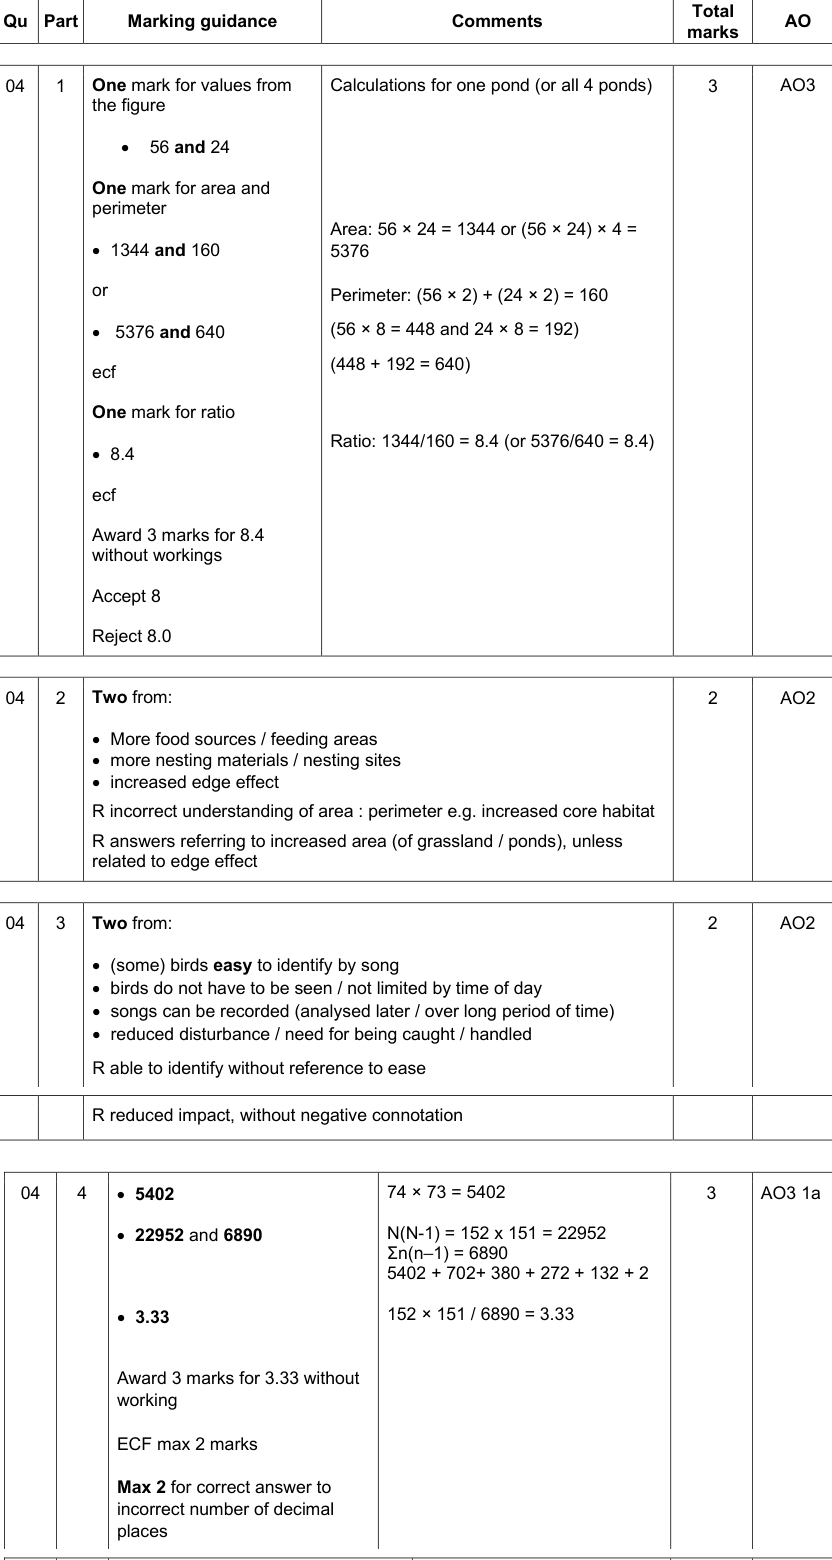 Qu Part Marking guidance Comments Total marks AO
04 1 One mark for values from Calculations for one pond (or all 4 ponds) 3 AO3
the figure
• 56 and 24
One mark for area and
perimeter
Area: 56 × 24 = 1344 or (56 × 24) × 4 =
• 1344 and 160
5376
or
Perimeter: (56 × 2) + (24 × 2) = 160
• 5376 and 640
(56 × 8 = 448 and 24 × 8 = 192)
ecf
(448 + 192 = 640)
One mark for ratio
Ratio: 1344/160 = 8.4 (or 5376/640 = 8.4)
• 8.4
ecf
Award 3 marks for 8.4
without workings
Accept 8
Reject 8.0
04 2 Two from: 2 AO2
• More food sources / feeding areas
• more nesting materials / nesting sites
• increased edge effect
R incorrect understanding of area : perimeter e.g. increased core habitat
R answers referring to increased area (of grassland / ponds), unless
related to edge effect
04 3 Two from: 2 AO2
• (some) birds easy to identify by song
• birds do not have to be seen / not limited by time of day
• songs can be recorded (analysed later / over long period of time)
• reduced disturbance / need for being caught / handled
R able to identify without reference to ease
R reduced impact, without negative connotation
04 4 • 5402 74 × 73 = 5402 3 AO3 1a
• 22952 and 6890 N(N-1) = 152 x 151 = 22952
Σn(n–1) = 6890
5402 + 702+ 380 + 272 + 132 + 2
• 3.33 152 × 151 / 6890 = 3.33
Award 3 marks for 3.33 without
working
ECF max 2 marks
Max 2 for correct answer to
incorrect number of decimal
places